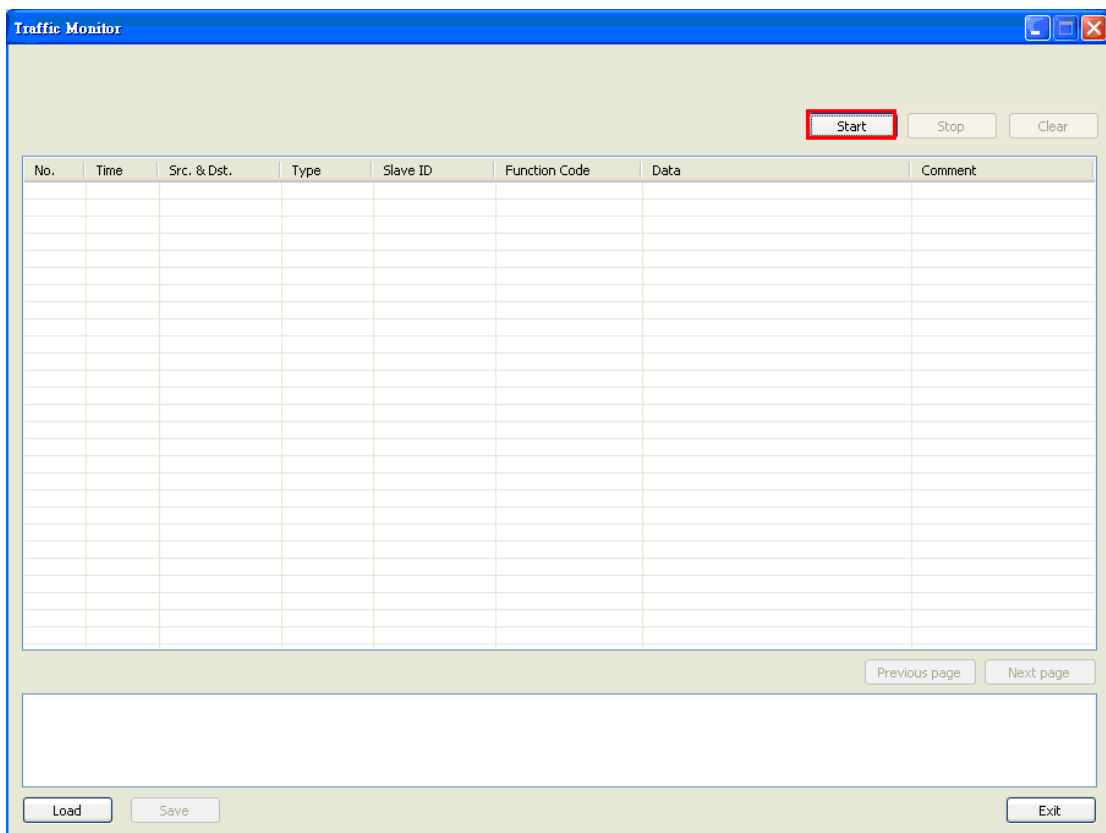 Traffic Monitor
Start Stop Clear
No. Time Src. & Dst. Type Slave ID Function Code Data Comment
Previous page Next page
Load Save Exit